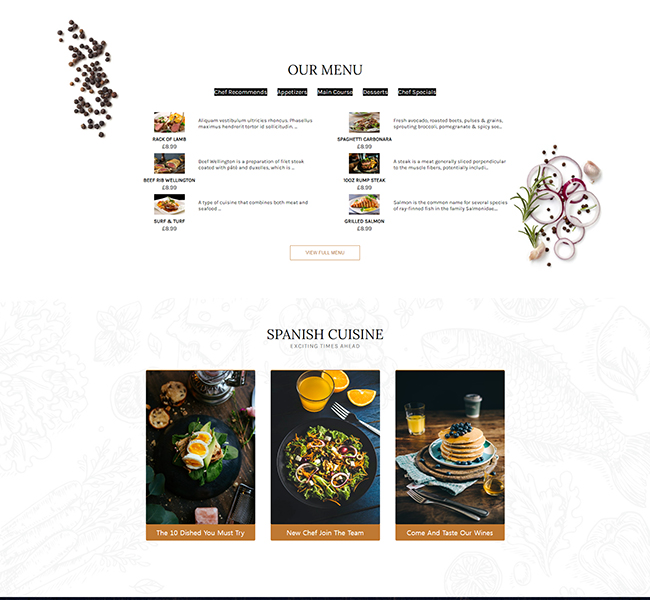 OUR MENU
Chef Recommends Appetizers Main Course Desserts Chef Specials
Aliquam vestibulum ultricies rhoncus. Phasellus
maximus hendrerit tortor id sollicitudin ...
RACK OF LAMB
£8.99
Fresh avocado, roasted beets, pulses & grains,
sprouting broccoli, pomegranate & spicy see...
SPAGHETTI CARBONARA
£8.99
Beef Wellington is a preparation of filet steak
coated with pâté and duxelles, which is ...
BEEF RIB WELLINGTON
£8.99
A steak is a meat generally sliced perpendicular
to the muscle fibers, potentially includi...
10OZ RUMP STEAK
£8.99
A type of cuisine that combines both meat and
seafood ...
SURF & TURF
£8.99
Salmon is the common name for several species
of ray-finned fish in the family Salmonidae....
GRILLED SALMON
£8.99
VIEW FULL MENU
SPANISH CUISINE
EXCITING TIMES AHEAD
The 10 Dished You Must Try
New Chef Join The Team
Come And Taste Our Wines